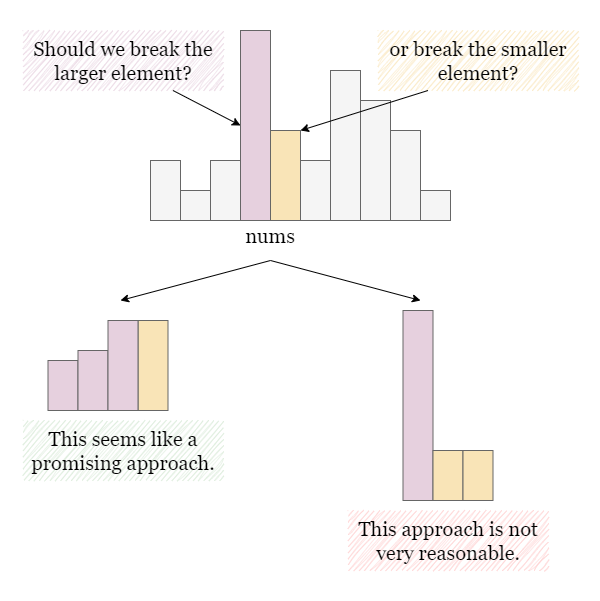 Should we break the
larger element?
or break the smaller
element?
nums
This seems like a
promising approach.
This approach is not
very reasonable.